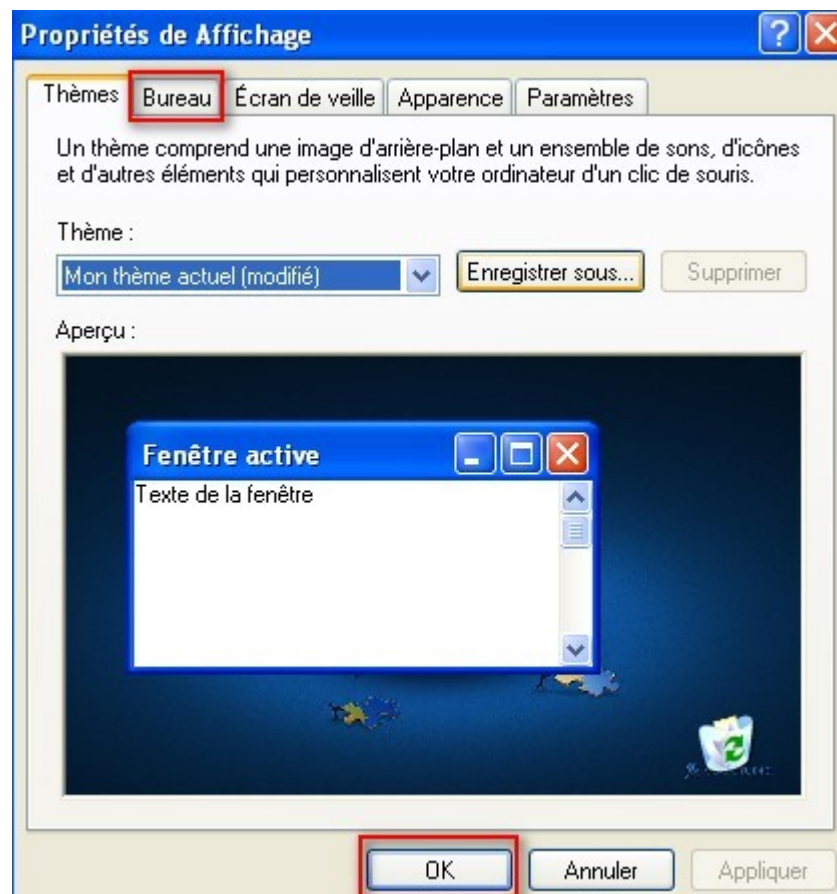 Propriétés de Affichage
Thèmes Bureau Écran de veille Apparence Paramètres
Un thème comprend une image d'arrière-plan et un ensemble de sons, d'icônes
et d'autres éléments qui personnalisent votre ordinateur d'un clic de souris.
Thème :
Mon thème actuel (modifié) Enregistrer sous... Supprimer
Aperçu :
Fenêtre active
Texte de la fenêtre
OK Annuler Appliquer